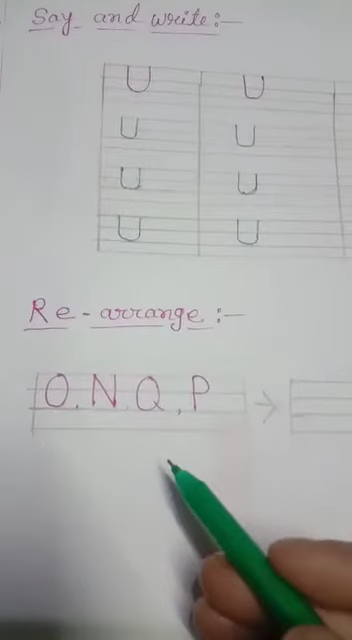 Say and write:-
U U
U U
U U
U U
Re-arrange:-
O, N, Q, P →